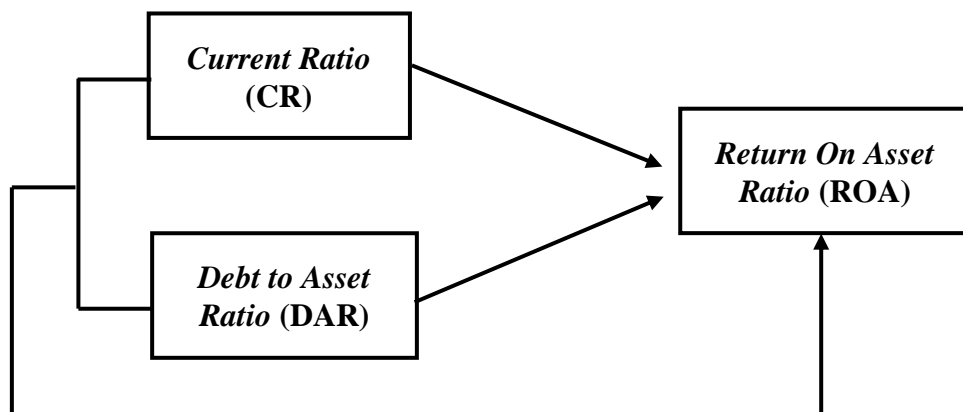 Current Ratio
(CR)
Return On Asset
Ratio (ROA)
Debt to Asset
Ratio (DAR)